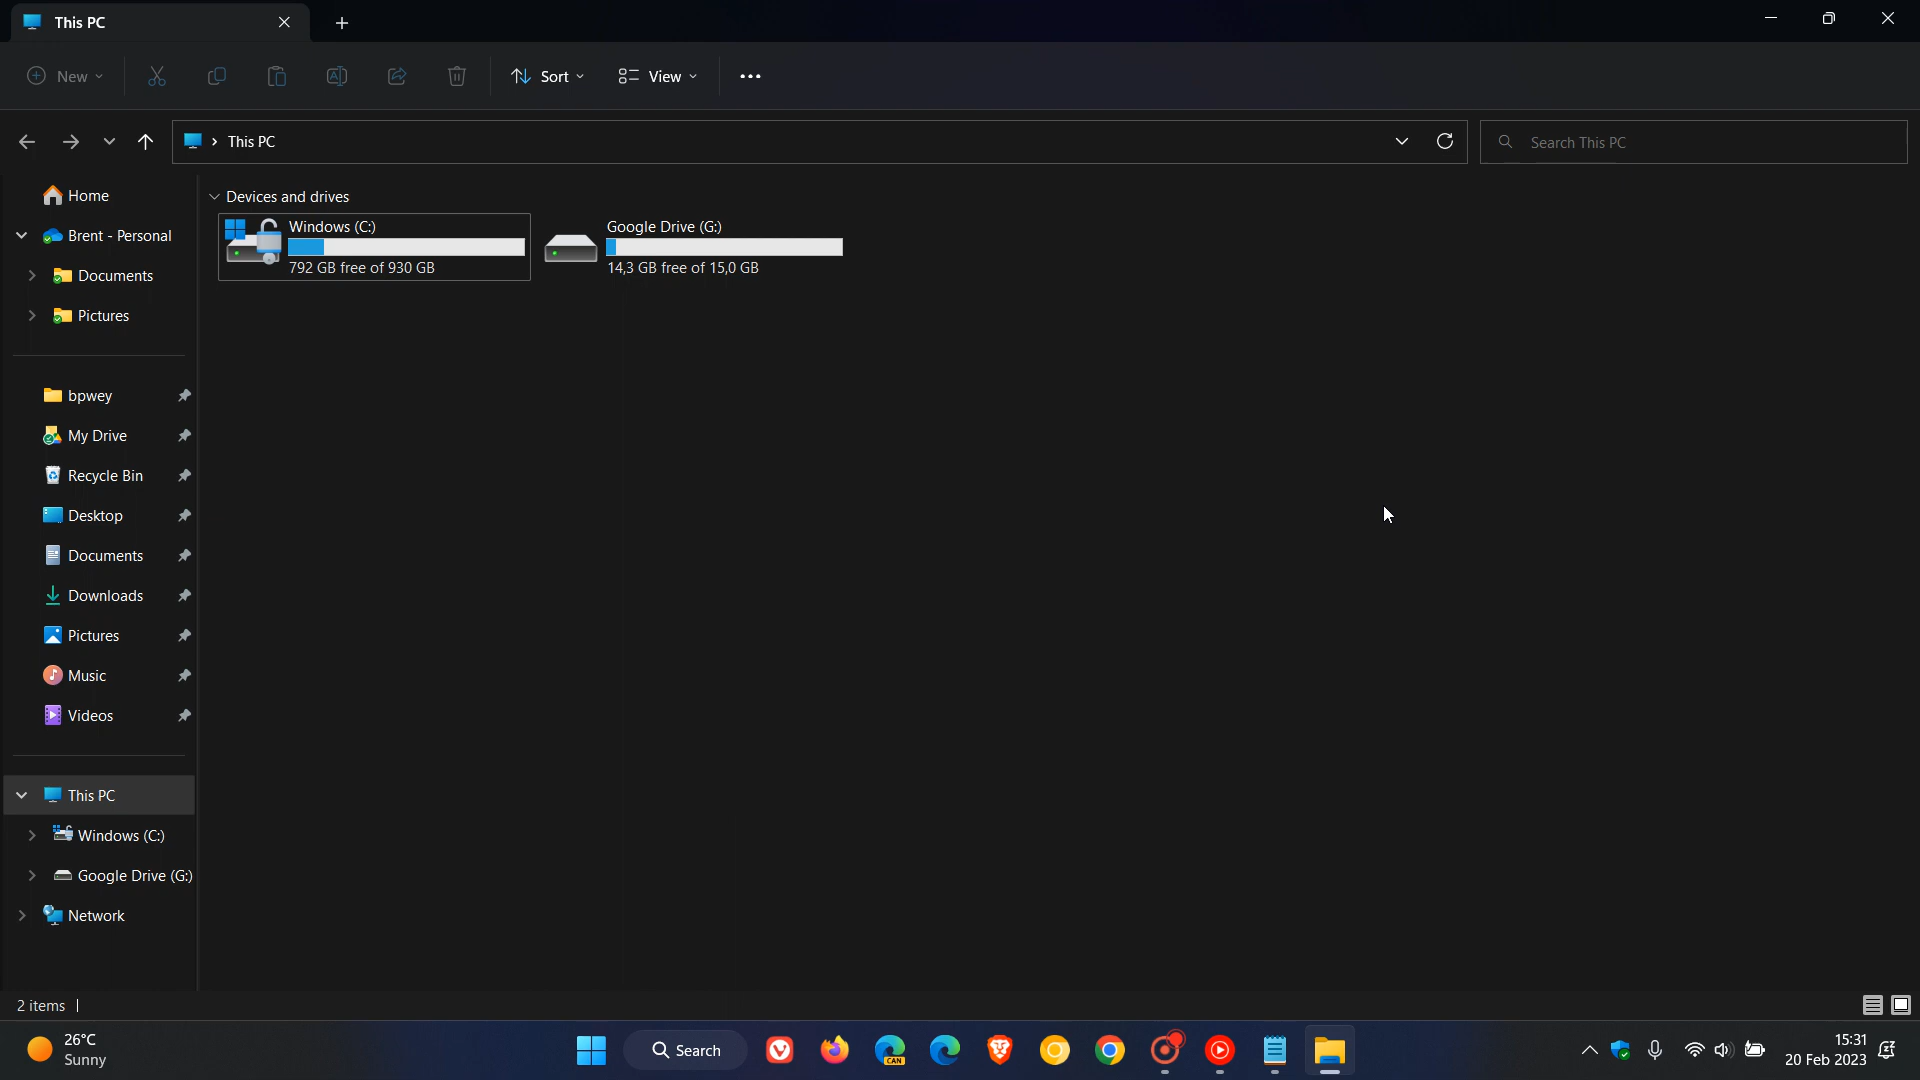 This PC
New
Sort
View
This PC
Search This PC
Home
Brent - Personal
Documents
Pictures
bpwey
My Drive
Recycle Bin
Desktop
Documents
Downloads
Pictures
Music
Videos
This PC
Windows (C:)
Google Drive (G:)
Network
Devices and drives
Windows (C:)
792 GB free of 930 GB
Google Drive (G:)
14,3 GB free of 15,0 GB
2 items
26°C
Sunny
Search
CAN
15:31
20 Feb 2023